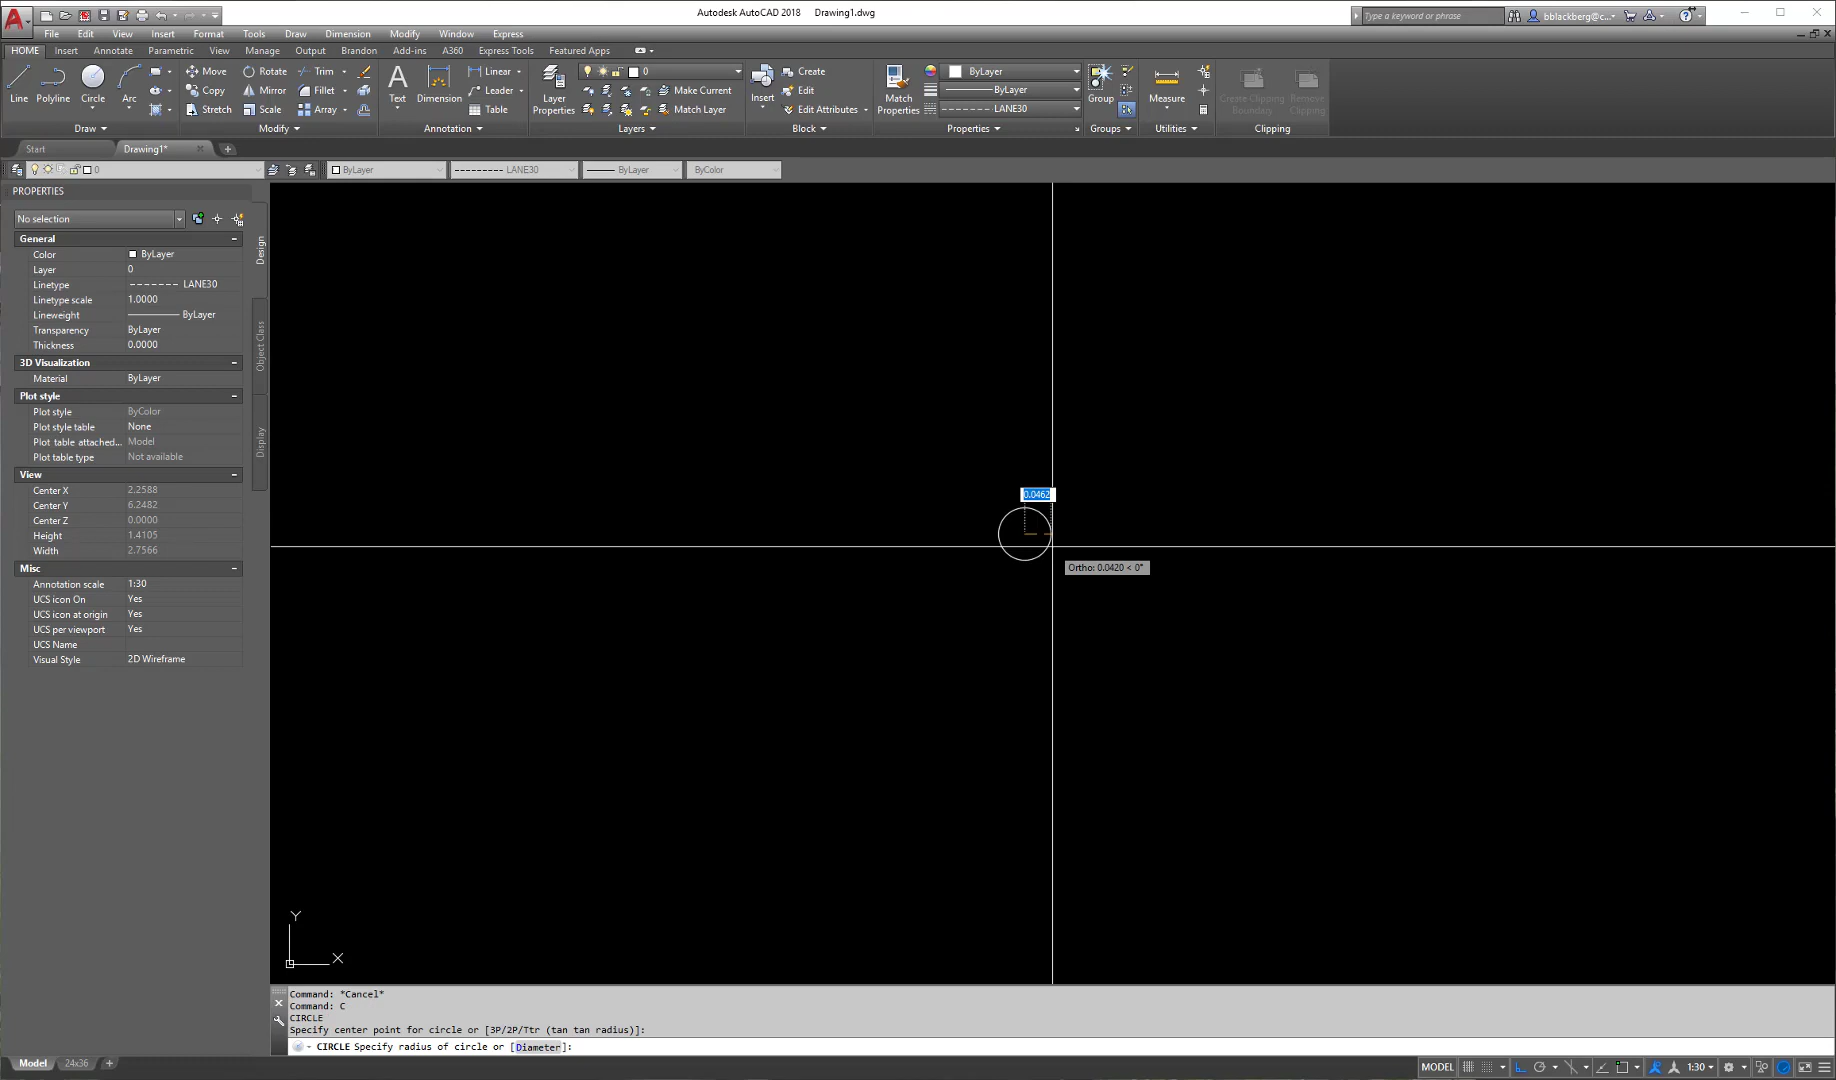 Autodesk AutoCAD 2018 Drawing1.dwg
Type a keyword or phrase
bblackberg@c...
File Edit View Insert Format Tools Draw Dimension Modify Window Express
HOME Insert Annotate Parametric View Manage Output Brandon Add-ins A360 Express Tools Featured Apps
Move Rotate Trim Linear 0 Create ByLayer
Copy Mirror Fillet Leader Make Current Edit ByLayer
Line Polyline Circle Arc Text Dimension Layer Properties Insert Match Properties Group Measure Create Clipping Boundary Remove Clipping
Stretch Scale Array Table Match Layer Edit Attributes LANE30
Draw Modify Annotation Layers Block Properties Groups Utilities Clipping
Start Drawing1*
0 ByLayer LANE30 ByLayer ByColor
PROPERTIES
No selection
General
Color ByLayer
Layer 0
Linetype LANE30
Linetype scale 1.0000
Lineweight ByLayer
Transparency ByLayer
Thickness 0.0000
3D Visualization
Material ByLayer
Plot style
Plot style ByColor
Plot style table None
Plot table attached... Model
Plot table type Not available
View
Center X 2.2588
Center Y 6.2482
Center Z 0.0000
Height 1.4105
Width 2.7566
Misc
Annotation scale 1:30
UCS icon On Yes
UCS icon at origin Yes
UCS per viewport Yes
UCS Name
Visual Style 2D Wireframe
Design
Object Class
Display
0.0462
Ortho: 0.0420 < 0°
Y
X
Command: *Cancel*
Command: C
CIRCLE
Specify center point for circle or [3P/2P/Ttr (tan tan radius)]:
CIRCLE Specify radius of circle or [Diameter]:
Model 24x36 MODEL 1:30